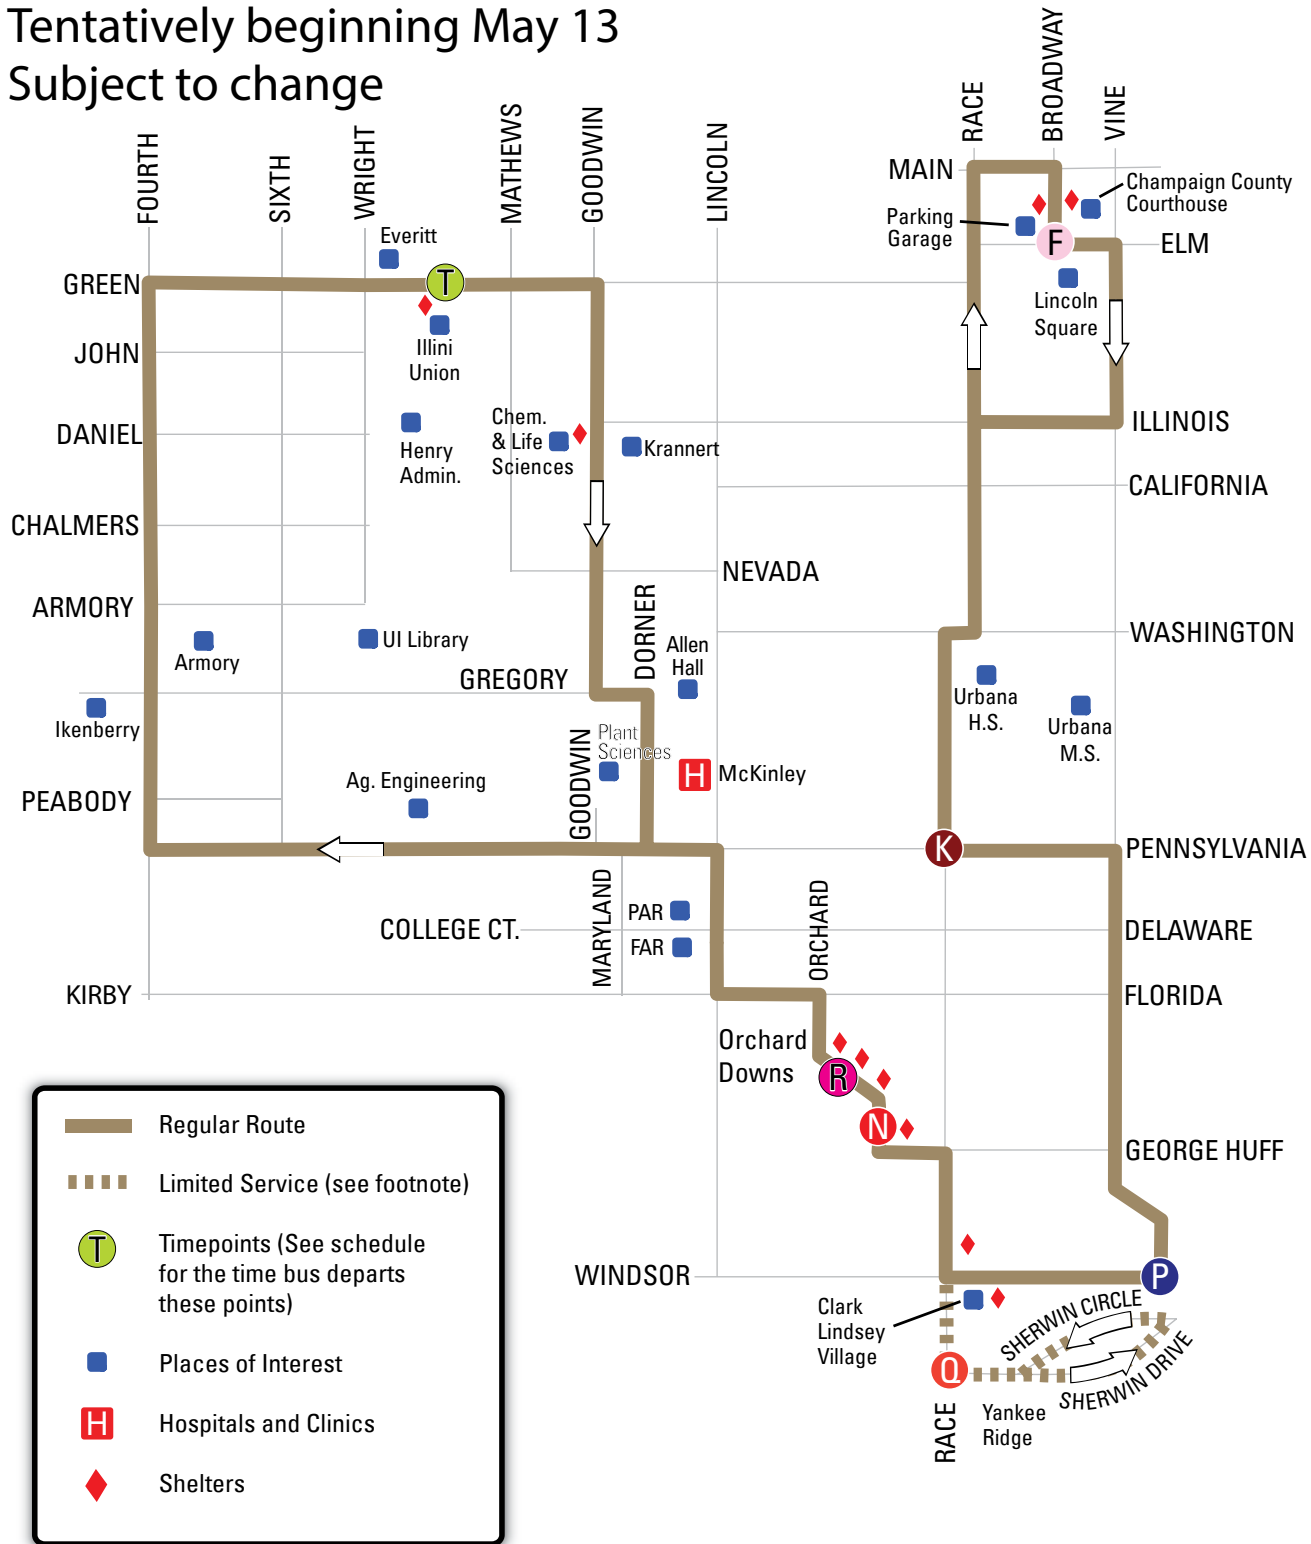 Tentatively beginning May 13
Subject to change
FOURTH
SIXTH
WRIGHT
MATHEWS
GOODWIN
LINCOLN
RACE
BROADWAY
VINE
MAIN
Champaign County
Courthouse
Parking
Garage
F
ELM
Everitt
GREEN
T
Lincoln
Square
JOHN
Illini
Union
DANIEL
Henry
Admin.
Chem.
& Life
Sciences
Krannert
ILLINOIS
CALIFORNIA
CHALMERS
NEVADA
ARMORY
Armory
UI Library
DORNER
Allen
Hall
WASHINGTON
GREGORY
Ikenberry
Urbana
H.S.
Urbana
M.S.
GOODWIN
Plant
Sciences
H
McKinley
Ag. Engineering
PEABODY
K
PENNSYLVANIA
MARYLAND
PAR
COLLEGE CT.
FAR
ORCHARD
DELAWARE
KIRBY
FLORIDA
Orchard
Downs
R
N
GEORGE HUFF
WINDSOR
P
Clark
Lindsey
Village
SHERWIN CIRCLE
SHERWIN DRIVE
Q
RACE
Yankee
Ridge
Regular Route
Limited Service (see footnote)
T
Timepoints (See schedule
for the time bus departs
these points)
Places of Interest
H
Hospitals and Clinics
Shelters